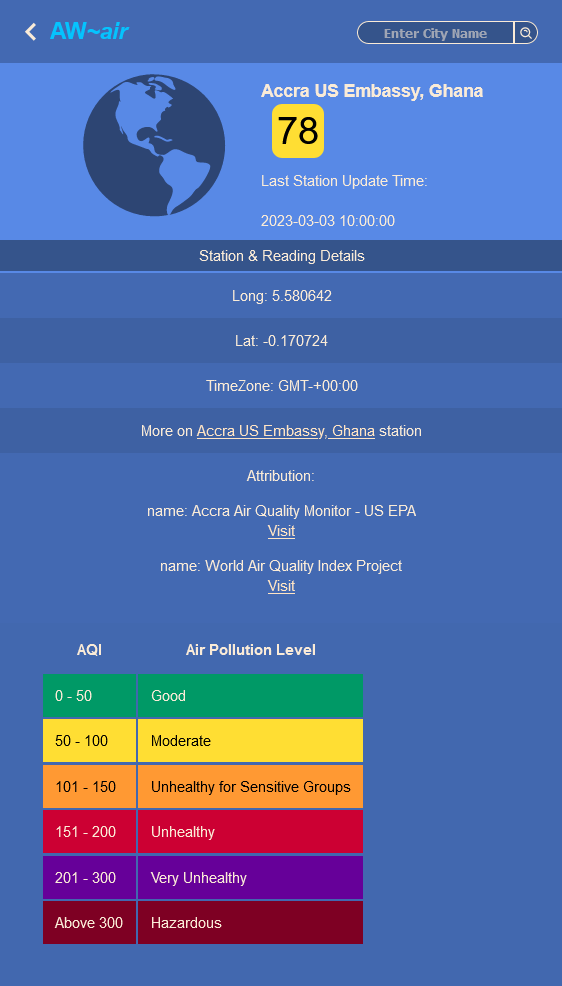 AW~air
Enter City Name
Accra US Embassy, Ghana
78
Last Station Update Time:
2023-03-03 10:00:00
Station & Reading Details
Long: 5.580642
Lat: -0.170724
TimeZone: GMT-+00:00
More on Accra US Embassy, Ghana station
Attribution:
name: Accra Air Quality Monitor - US EPA
Visit
name: World Air Quality Index Project
Visit
AQI Air Pollution Level
0 - 50 Good
50 - 100 Moderate
101 - 150 Unhealthy for Sensitive Groups
151 - 200 Unhealthy
201 - 300 Very Unhealthy
Above 300 Hazardous